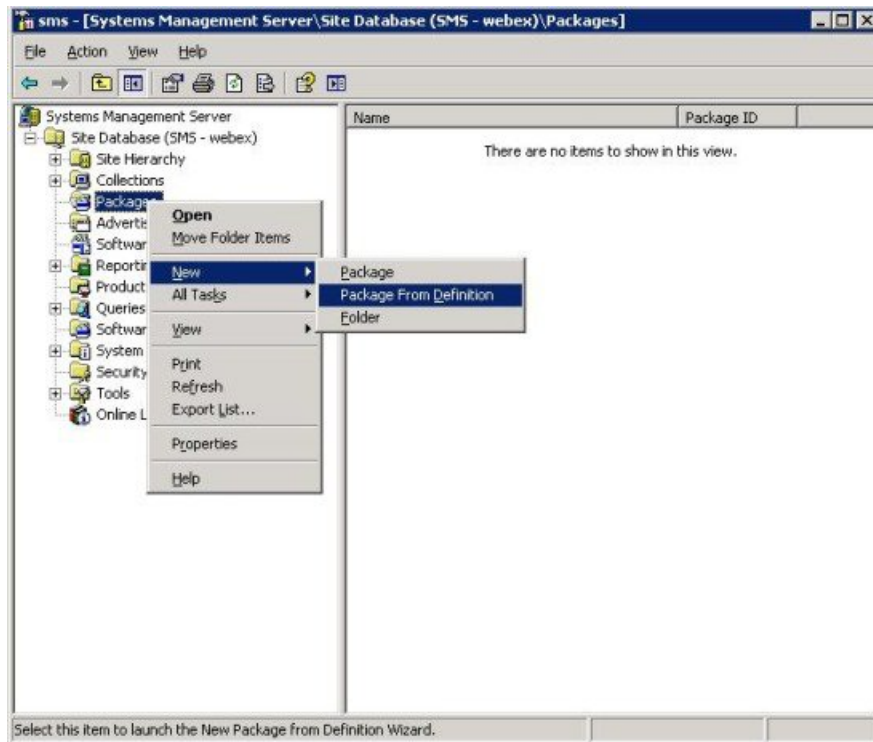 sms - [Systems Management Server\Site Database (SMS - webex)\Packages]
File Action View Help
Systems Management Server
Name
Package ID
Site Database (SMS - webex)
There are no items to show in this view.
Site Hierarchy
Collections
Packages
Open
Move Folder Items
Adverti
Softwar
Reportin
New
Package
Product
All Tasks
Package From Definition
Queries
Folder
Softwar
View
System
Security
Print
Tools
Refresh
Online L
Export List...
Properties
Help
Select this item to launch the New Package from Definition Wizard.